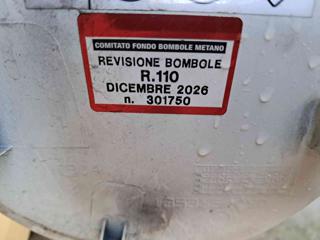 COMITATO FONDO BOMBOLE METANO
REVISIONE BOMBOLE
R.110
DICEMBRE 2026
n. 301750